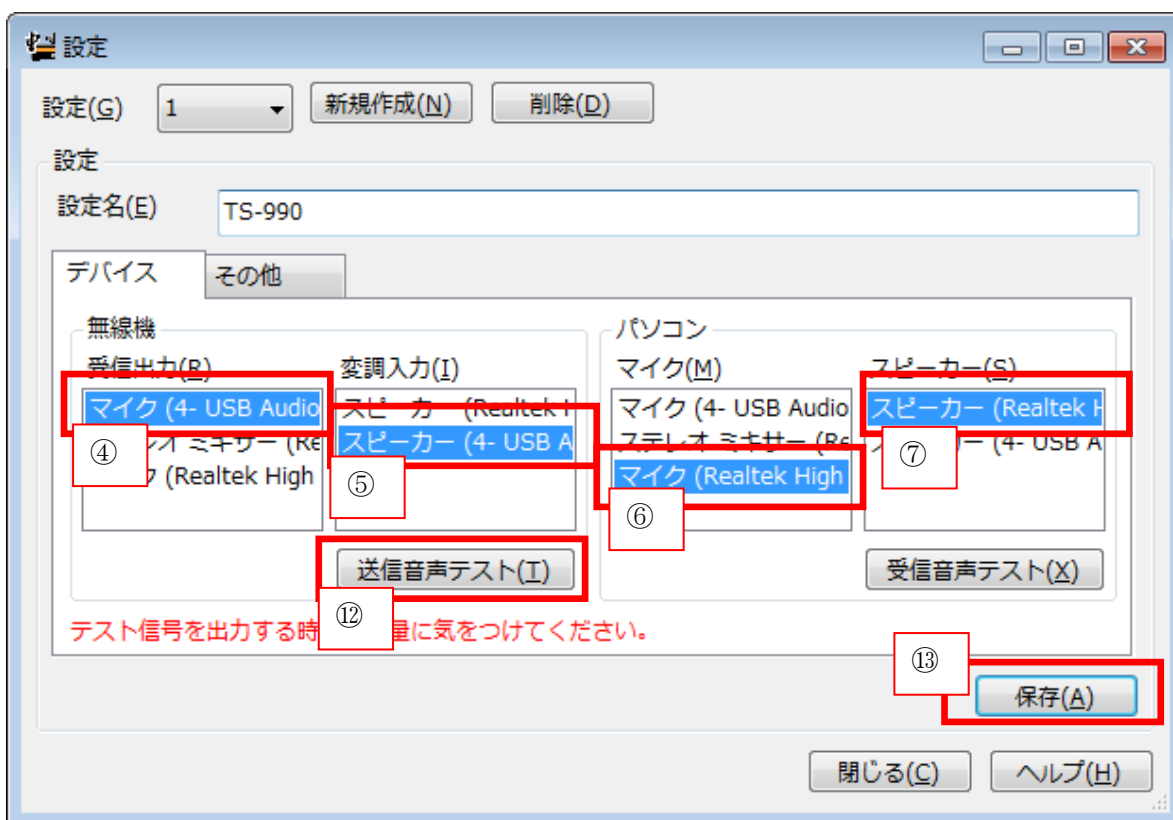 設定
設定(G) 1 新規作成(N) 削除(D)
設定
設定名(E) TS-990
デバイス その他
無線機
受信出力(R) 変調入力(I)
マイク (4- USB Audio スピーカー (Realtek H
スピーカー (4- USB A
(Realtek High
④
⑤
送信音声テスト(T)
⑫
パソコン
マイク(M) スピーカー(S)
マイク (4- USB Audio スピーカー (Realtek H
ステレオ ミキサー (Re (4- USB A
マイク (Realtek High
⑥
⑦
受信音声テスト(X)
テスト信号を出力する時 量に気をつけてください。
⑬
保存(A)
閉じる(C) ヘルプ(H)